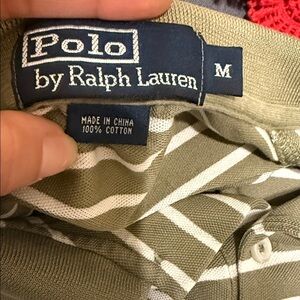 Polo
by Ralph Lauren
M
MADE IN CHINA
100% COTTON